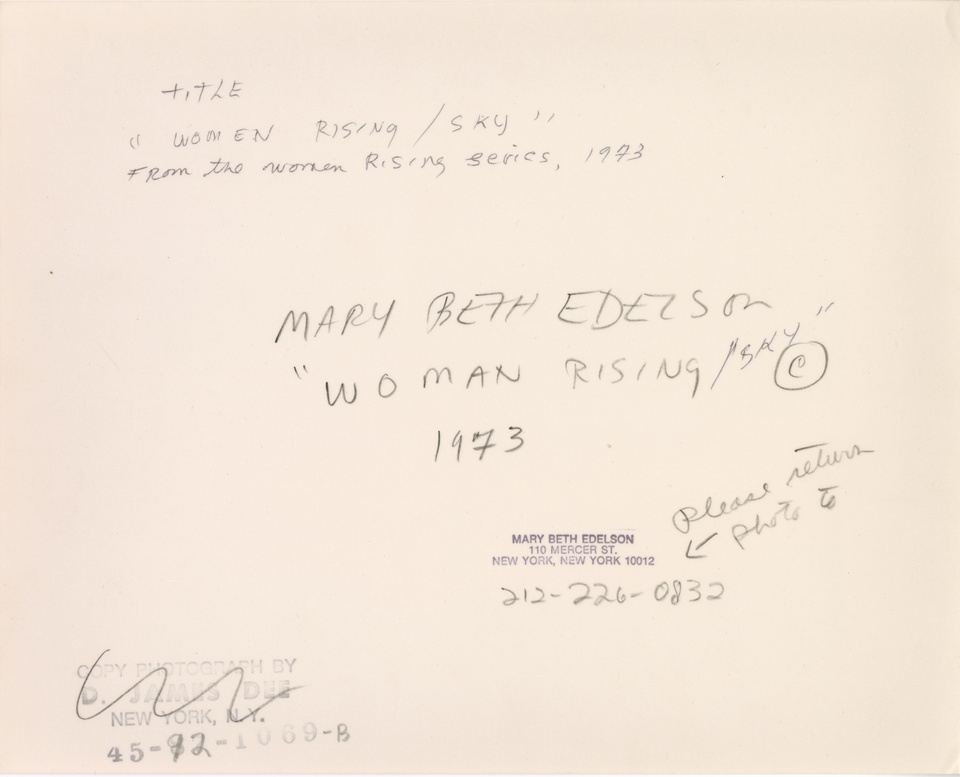 TITLE
" WOMEN RISING / SKY "
FROM the women RISING series, 1973
MARY BETH EDELSON
"WOMAN RISING /"SKY" ©
1973
please return
photo to
MARY BETH EDELSON
110 MERCER ST.
NEW YORK, NEW YORK 10012
212-226-0832
COPY PHOTOGRAPH BY
D. JAMES DEE
NEW YORK, N.Y.
45-92-1069-B